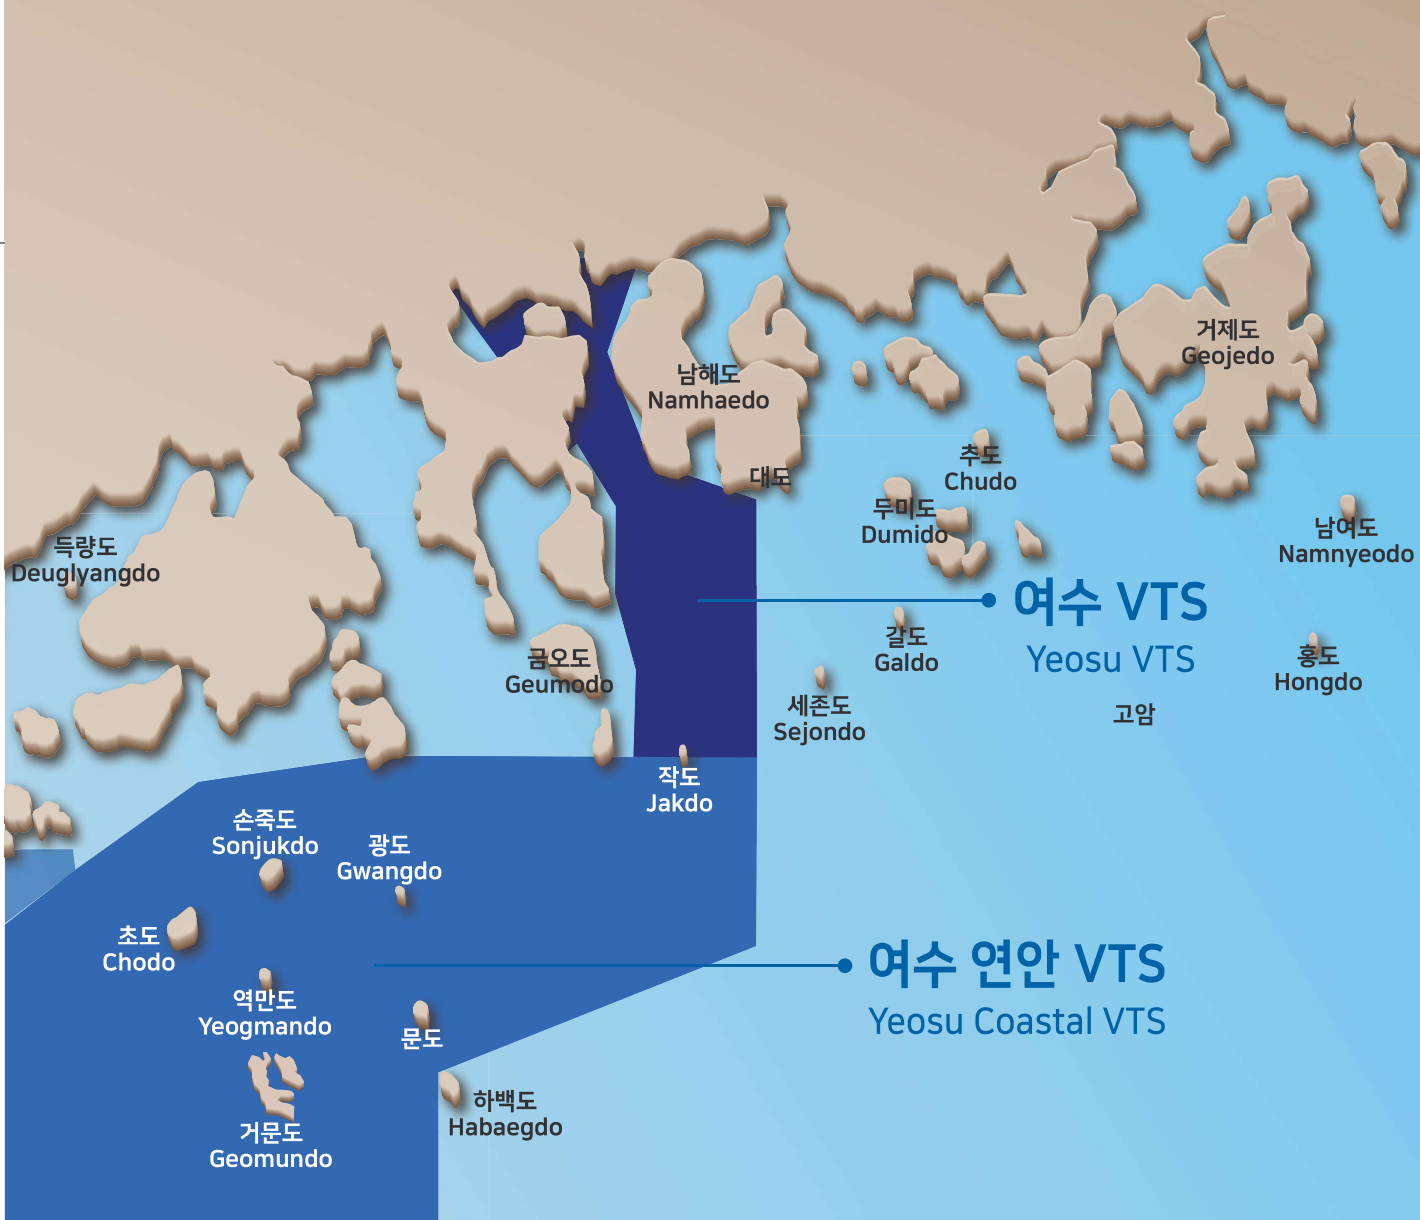 거제도
Geojedo
남해도
Namhaedo
대도
추도
Chudo
두미도
Dumido
남여도
Namnyeodo
득량도
Deuglyangdo
여수 VTS
Yeosu VTS
갈도
Galdo
홍도
Hongdo
금오도
Geumodo
세존도
Sejondo
고암
작도
Jakdo
손죽도
Sonjukdo
광도
Gwangdo
초도
Chodo
여수 연안 VTS
Yeosu Coastal VTS
역만도
Yeogmando
문도
하백도
Habaegdo
거문도
Geomundo